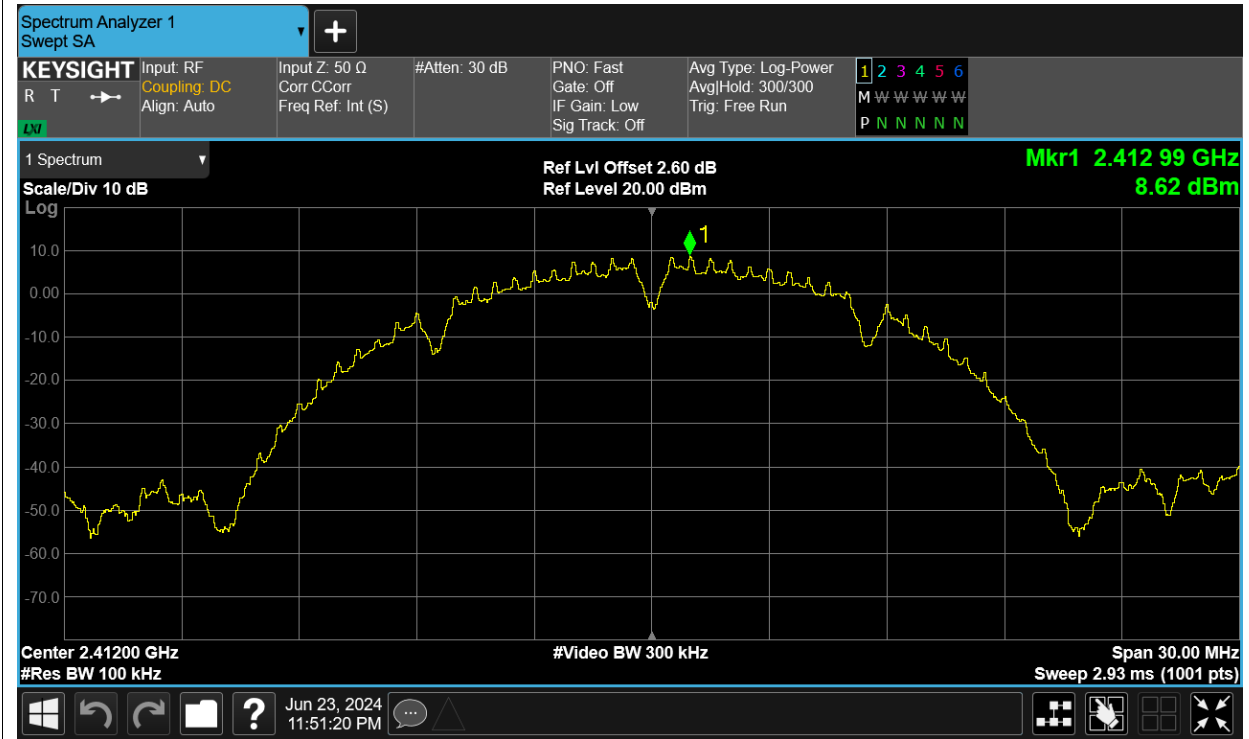 Spectrum Analyzer 1
Swept SA
KEYSIGHT
R T
LXI
Input: RF
Coupling: DC
Align: Auto
Input Z: 50 Ω
Corr CCorr
Freq Ref: Int (S)
#Atten: 30 dB
PNO: Fast
Gate: Off
IF Gain: Low
Sig Track: Off
Avg Type: Log-Power
Avg|Hold: 300/300
Trig: Free Run
1 2 3 4 5 6
M W W W W W
P N N N N N N
1 Spectrum
Scale/Div 10 dB
Log
Ref Lvl Offset 2.60 dB
Ref Level 20.00 dBm
Mkr1 2.412 99 GHz
8.62 dBm
1
10.0
0.00
-10.0
-20.0
-30.0
-40.0
-50.0
-60.0
-70.0
Center 2.41200 GHz
#Video BW 300 kHz
Span 30.00 MHz
#Res BW 100 kHz
Sweep 2.93 ms (1001 pts)
?
Jun 23, 2024
11:51:20 PM